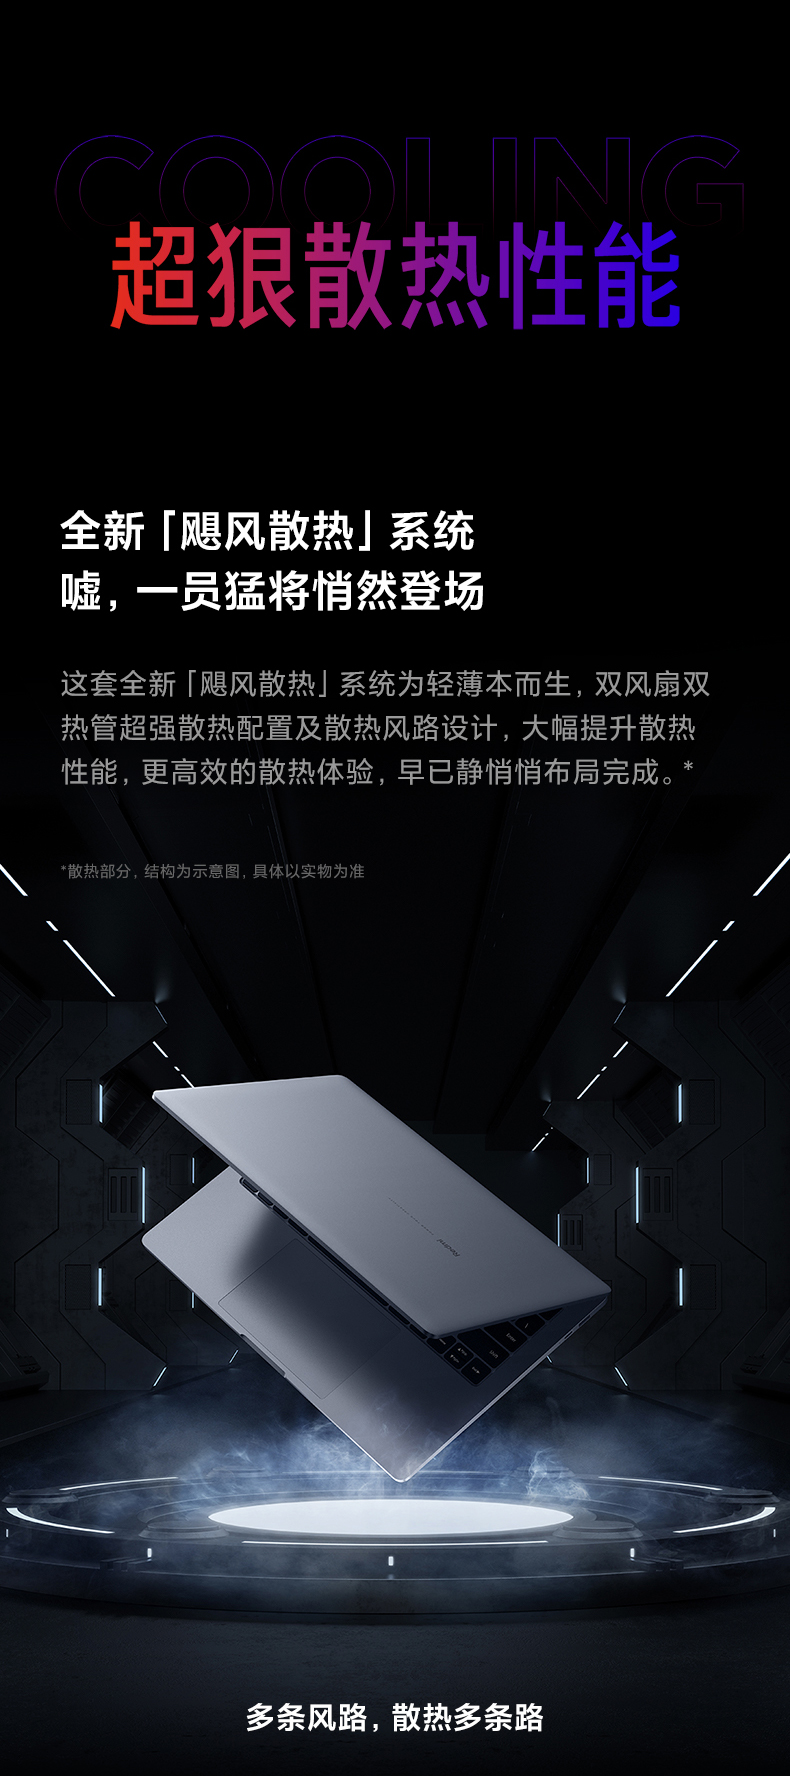 COOLING
超狠散热性能
全新「飓风散热」系统
嘘，一员猛将悄然登场
这套全新「飓风散热」系统为轻薄本而生，双风扇双
热管超强散热配置及散热风路设计，大幅提升散热
性能，更高效的散热体验，早已静悄悄布局完成。*
*散热部分，结构为示意图，具体以实物为准
Redmi
多条风路，散热多条路